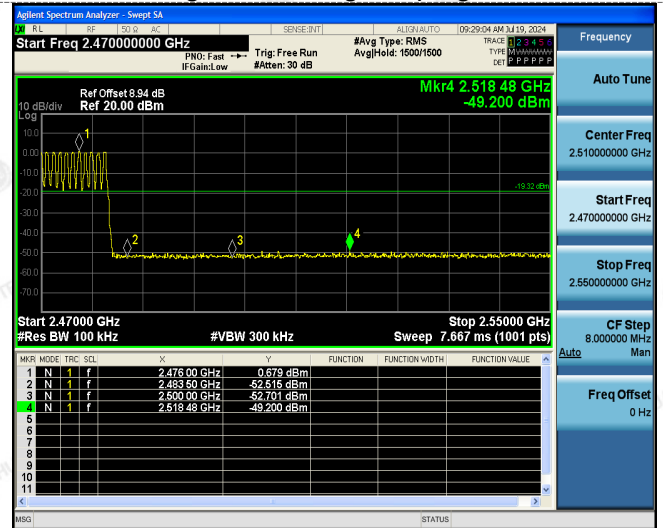 Agilent Spectrum Analyzer - Swept SA
LXI RL RF 50 Ω AC SENSE:INT ALIGN AUTO 09:29:04 AM Jul 19, 2024
Start Freq 2.470000000 GHz
PNO: Fast
IFGain:Low
Trig: Free Run
#Atten: 30 dB
#Avg Type: RMS
Avg|Hold: 1500/1500
TRACE 1 2 3 4 5 6
TYPE M
DET P P P P P P
Frequency
Mkr4 2.518 48 GHz
-49.200 dBm
Ref Offset 8.94 dB
10 dB/div Ref 20.00 dBm
Log
10.0
0.00
-10.0
-20.0
-30.0
-40.0
-50.0
-60.0
-70.0
1
2
3
4
-19.32 dBm
Start 2.47000 GHz Stop 2.55000 GHz
#Res BW 100 kHz #VBW 300 kHz Sweep 7.667 ms (1001 pts)
MKR MODE TRC SCL X Y FUNCTION FUNCTION WIDTH FUNCTION VALUE
1 N 1 f 2.476 00 GHz 0.679 dBm
2 N 1 f 2.483 50 GHz -52.515 dBm
3 N 1 f 2.500 00 GHz -52.701 dBm
4 N 1 f 2.518 48 GHz -49.200 dBm
5
6
7
8
9
10
11
Auto Tune
Center Freq
2.510000000 GHz
Start Freq
2.470000000 GHz
Stop Freq
2.550000000 GHz
CF Step
8.000000 MHz
Auto Man
Freq Offset
0 Hz
MSG STATUS